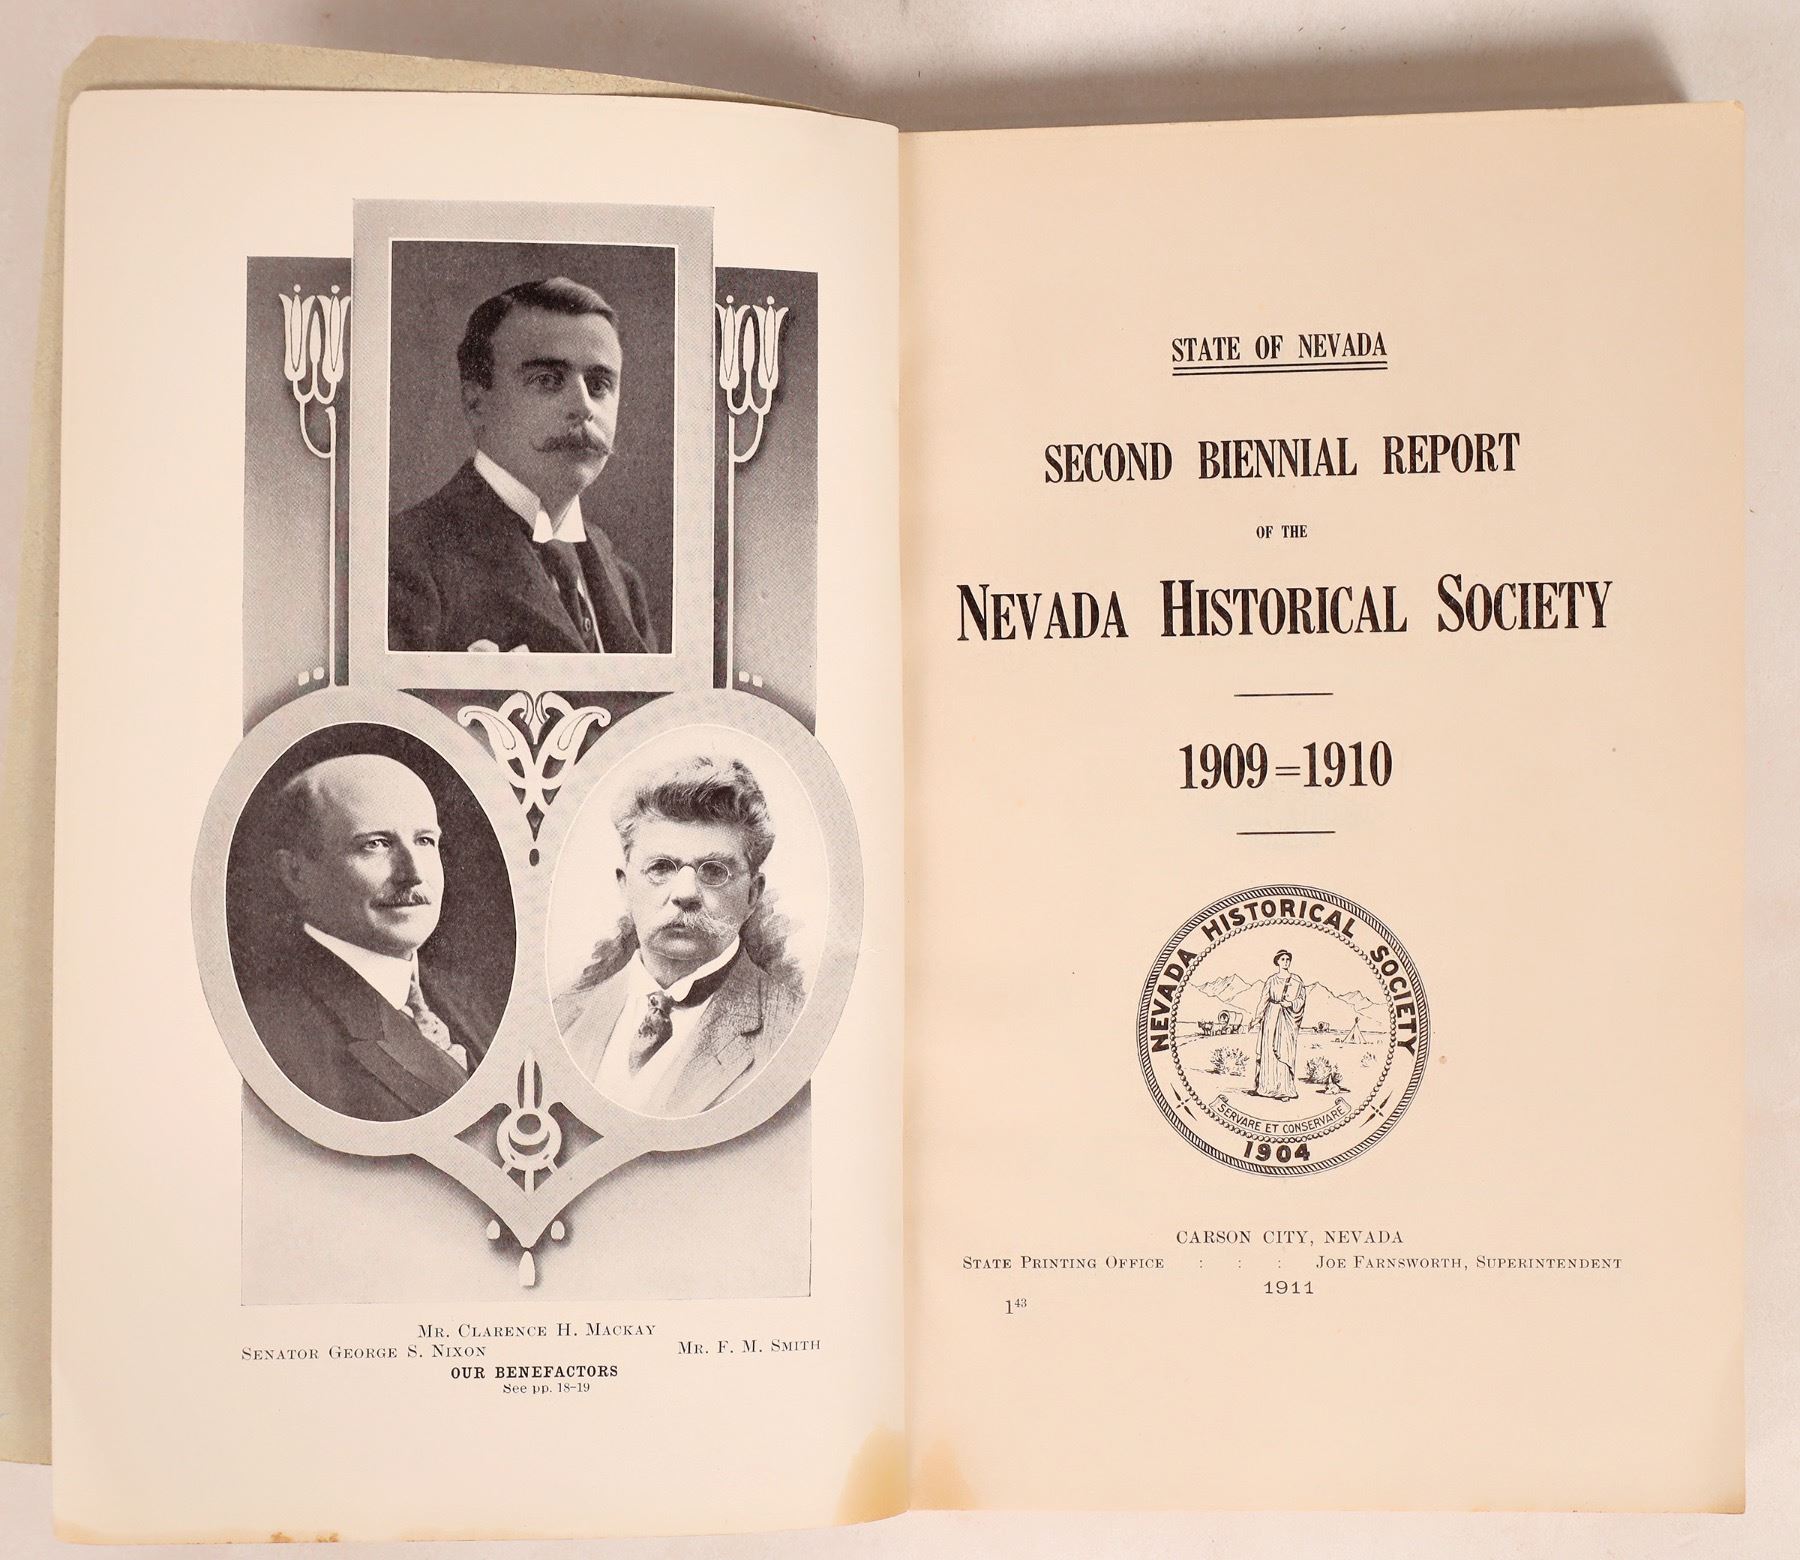 Mr. Clarence H. Mackay
Senator George S. Nixon
Mr. F. M. Smith
OUR BENEFACTORS
See pp. 18-19
STATE OF NEVADA
SECOND BIENNIAL REPORT
OF THE
NEVADA HISTORICAL SOCIETY
1909=1910
NEVADA HISTORICAL SOCIETY
SERVARE ET CONSERVARE
1904
CARSON CITY, NEVADA
State Printing Office : : : Joe Farnsworth, Superintendent
1911
1⁴³